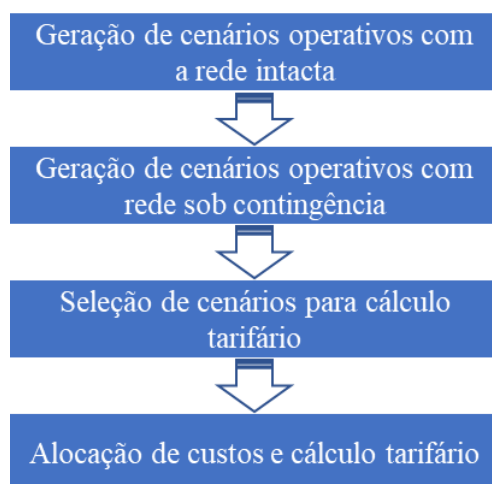 Geração de cenários operativos com
a rede intacta
Geração de cenários operativos com
rede sob contingência
Seleção de cenários para cálculo
tarifário
Alocação de custos e cálculo tarifário